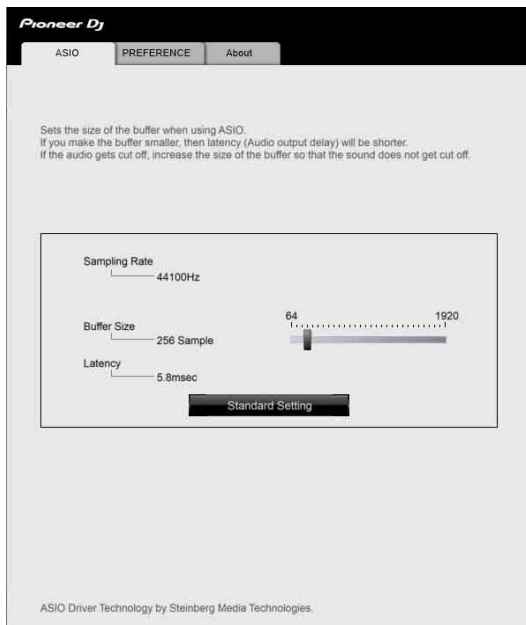 Pioneer Dj
ASIO PREFERENCE About
Sets the size of the buffer when using ASIO.
If you make the buffer smaller, then latency (Audio output delay) will be shorter.
If the audio gets cut off, increase the size of the buffer so that the sound does not get cut off.
Sampling Rate
44100Hz
64 1920
Buffer Size
256 Sample
Latency
5.8msec
Standard Setting
ASIO Driver Technology by Steinberg Media Technologies.